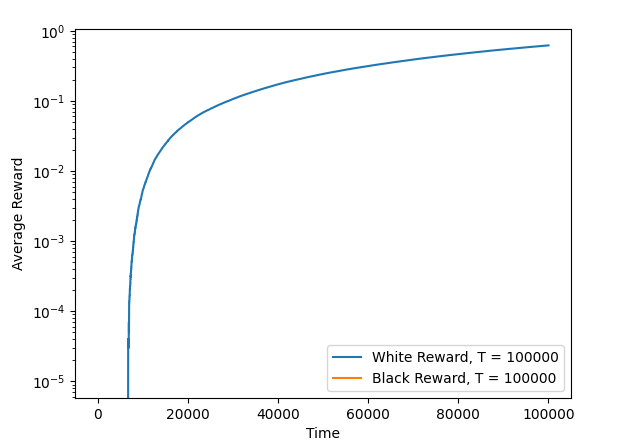 Average Reward
10⁰
10⁻¹
10⁻²
10⁻³
10⁻⁴
10⁻⁵
0 20000 40000 60000 80000 100000
Time
White Reward, T = 100000
Black Reward, T = 100000